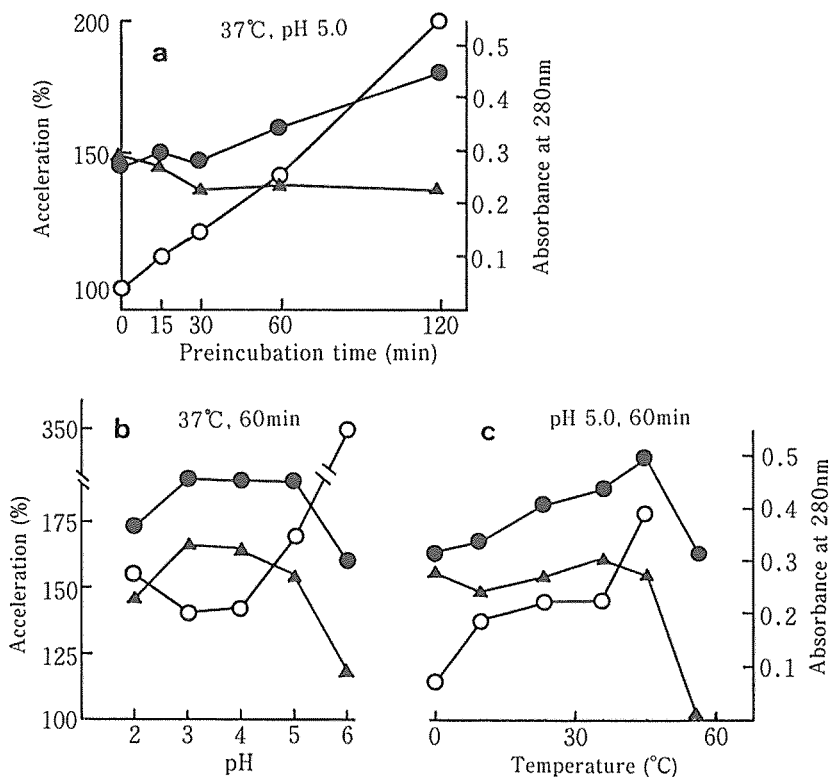 a
37℃, pH 5.0
Acceleration (%)
200
150
100
0.5
0.4
0.3
0.2
0.1
Absorbance at 280nm
0 15 30 60 120
Preincubation time (min)
b
37℃, 60min
Acceleration (%)
350
175
150
125
100
2 3 4 5 6
pH
c
pH 5.0, 60min
0.5
0.4
0.3
0.2
0.1
Absorbance at 280nm
0 30 60
Temperature (°C)